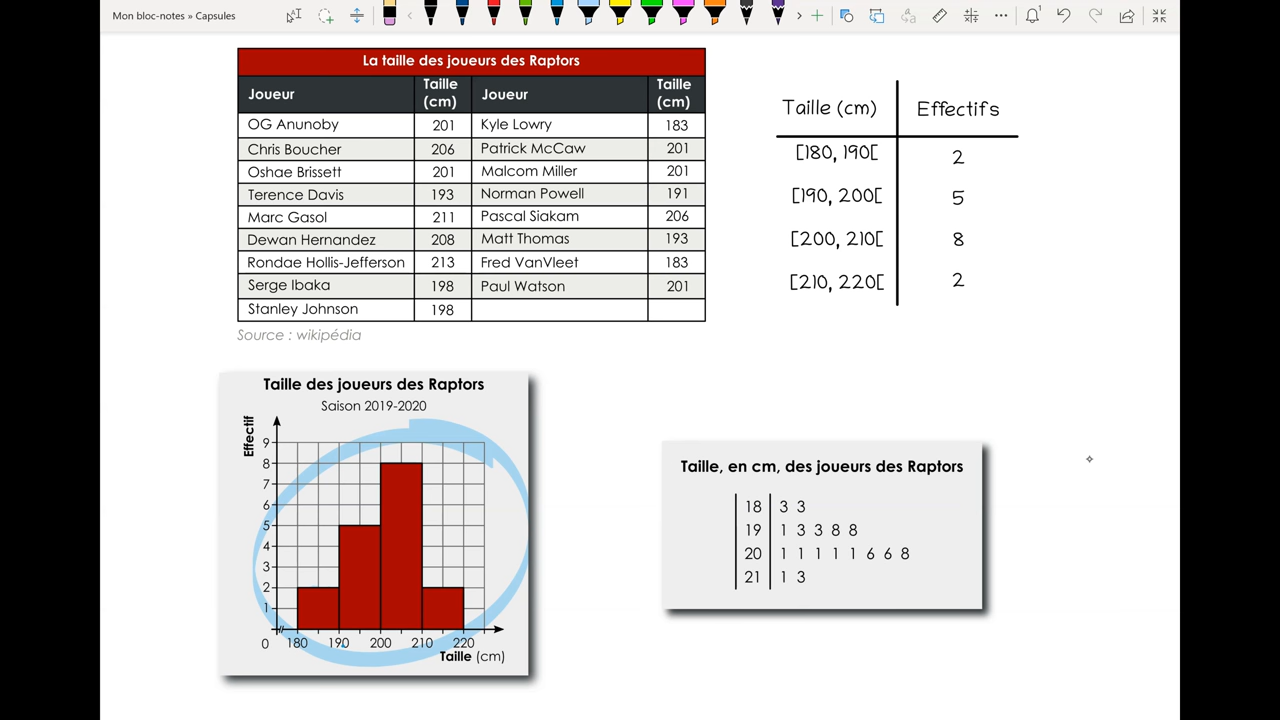 Mon bloc-notes » Capsules
La taille des joueurs des Raptors
Joueur Taille (cm) Joueur Taille (cm)
OG Anunoby 201 Kyle Lowry 183
Chris Boucher 206 Patrick McCaw 201
Oshae Brissett 201 Malcom Miller 201
Terence Davis 193 Norman Powell 191
Marc Gasol 211 Pascal Siakam 206
Dewan Hernandez 208 Matt Thomas 193
Rondae Hollis-Jefferson 213 Fred VanVleet 183
Serge Ibaka 198 Paul Watson 201
Stanley Johnson 198
Source : wikipédia
Taille (cm) Effectifs
[180, 190[ 2
[190, 200[ 5
[200, 210[ 8
[210, 220[ 2
Taille des joueurs des Raptors
Saison 2019-2020
Effectif
9
8
7
6
5
4
3
2
1
0 180 190 200 210 220
Taille (cm)
Taille, en cm, des joueurs des Raptors
18 3 3
19 1 3 3 8 8
20 1 1 1 1 1 6 6 8
21 1 3